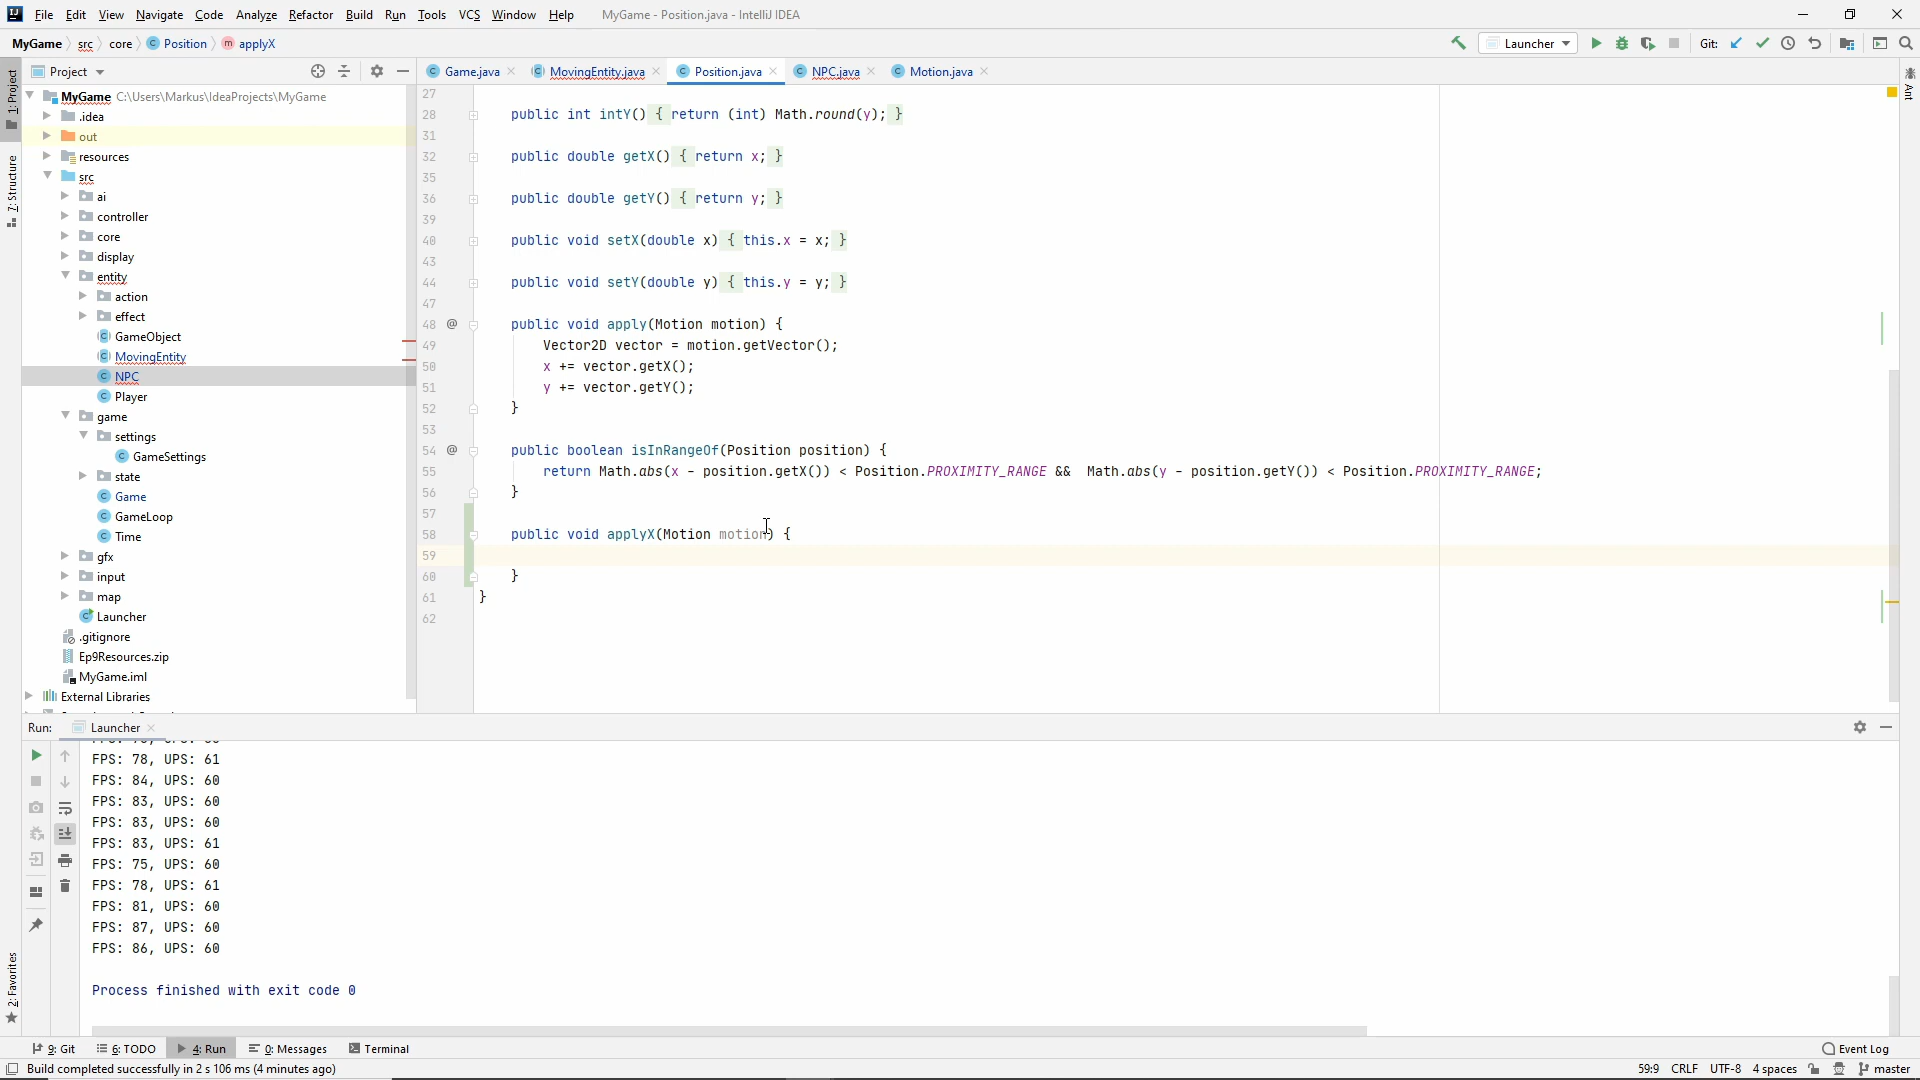 File Edit View Navigate Code Analyze Refactor Build Run Tools VCS Window Help MyGame - Position.java - IntelliJ IDEA
MyGame src core Position applyX Launcher Git:
Project Game.java MovingEntity.java Position.java NPC.java Motion.java
1: Project
7: Structure
2: Favorites
Ant
MyGame C:\Users\Markus\IdeaProjects\MyGame
.idea
out
resources
src
ai
controller
core
display
entity
action
effect
GameObject
MovingEntity
NPC
Player
game
settings
GameSettings
state
Game
GameLoop
Time
gfx
input
map
Launcher
.gitignore
Ep9Resources.zip
MyGame.iml
External Libraries
27
28 public int intY() { return (int) Math.round(y); }
31
32 public double getX() { return x; }
35
36 public double getY() { return y; }
39
40 public void setX(double x) { this.x = x; }
43
44 public void setY(double y) { this.y = y; }
47
48 @ public void apply(Motion motion) {
49 Vector2D vector = motion.getVector();
50 x += vector.getX();
51 y += vector.getY();
52 }
53
54 @ public boolean isInRangeOf(Position position) {
55 return Math.abs(x - position.getX()) < Position.PROXIMITY_RANGE && Math.abs(y - position.getY()) < Position.PROXIMITY_RANGE;
56 }
57
58 public void applyX(Motion motion) {
59
60 }
61 }
62
Run: Launcher
FPS: 78, UPS: 61
FPS: 84, UPS: 60
FPS: 83, UPS: 60
FPS: 83, UPS: 60
FPS: 83, UPS: 61
FPS: 75, UPS: 60
FPS: 78, UPS: 61
FPS: 81, UPS: 60
FPS: 87, UPS: 60
FPS: 86, UPS: 60
Process finished with exit code 0
9: Git 6: TODO 4: Run 0: Messages Terminal Event Log
Build completed successfully in 2 s 106 ms (4 minutes ago) 59:9 CRLF UTF-8 4 spaces master